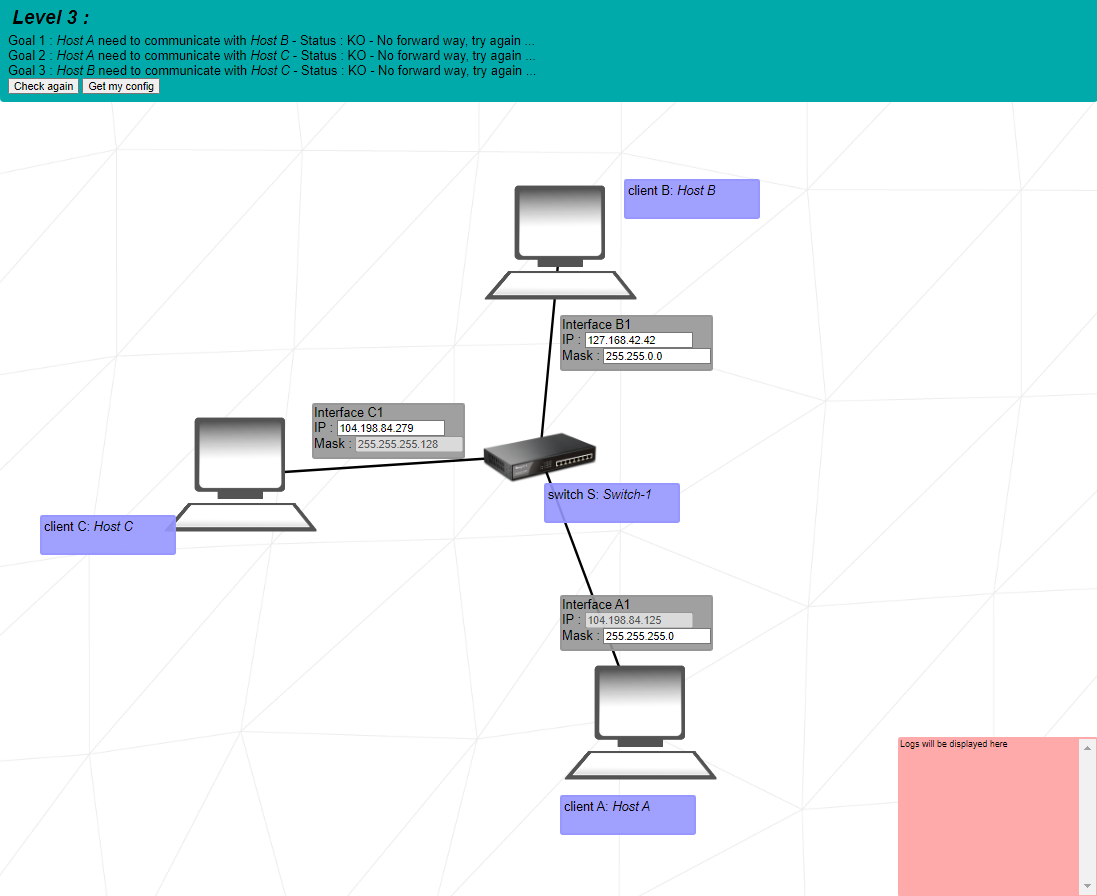 Level 3 :
Goal 1 : Host A need to communicate with Host B - Status : KO - No forward way, try again ...
Goal 2 : Host A need to communicate with Host C - Status : KO - No forward way, try again ...
Goal 3 : Host B need to communicate with Host C - Status : KO - No forward way, try again ...
Check again Get my config
client B: Host B
Interface B1
IP : 127.168.42.42
Mask : 255.255.0.0
Interface C1
IP : 104.198.84.279
Mask : 255.255.255.128
switch S: Switch-1
client C: Host C
Interface A1
IP : 104.198.84.125
Mask : 255.255.255.0
Logs will be displayed here
client A: Host A